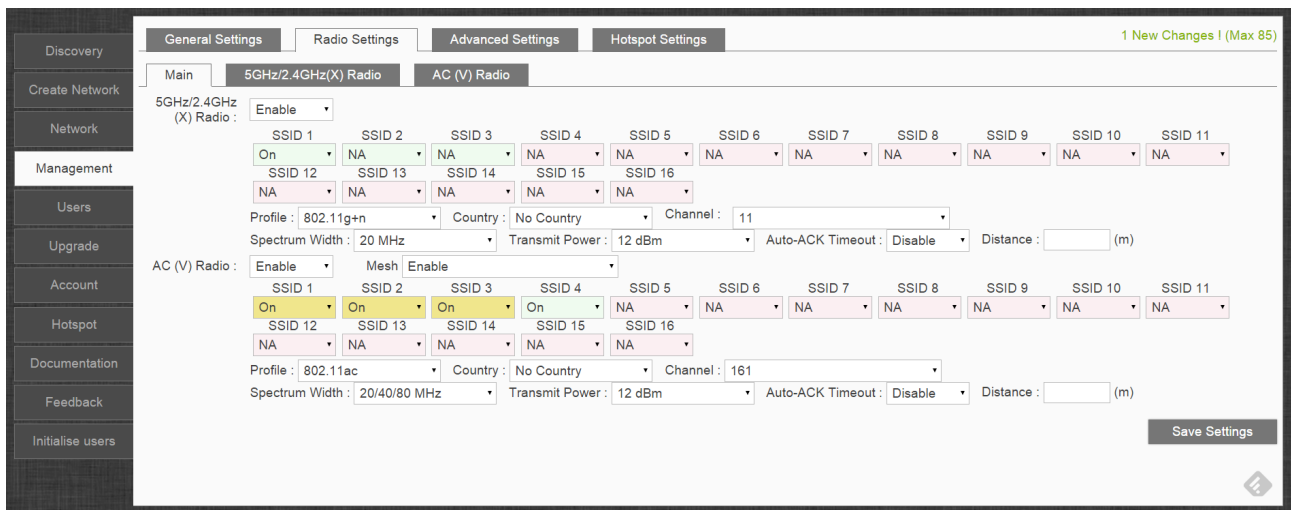 General Settings Radio Settings Advanced Settings Hotspot Settings 1 New Changes ! (Max 85)
Discovery
Main 5GHz/2.4GHz(X) Radio AC (V) Radio
Create Network
5GHz/2.4GHz (X) Radio : Enable
Network
SSID 1 SSID 2 SSID 3 SSID 4 SSID 5 SSID 6 SSID 7 SSID 8 SSID 9 SSID 10 SSID 11
On NA NA NA NA NA NA NA NA NA NA
Management
SSID 12 SSID 13 SSID 14 SSID 15 SSID 16
NA NA NA NA NA
Users
Profile : 802.11g+n Country : No Country Channel : 11
Upgrade
Spectrum Width : 20 MHz Transmit Power : 12 dBm Auto-ACK Timeout : Disable Distance : (m)
AC (V) Radio : Enable Mesh Enable
Account
SSID 1 SSID 2 SSID 3 SSID 4 SSID 5 SSID 6 SSID 7 SSID 8 SSID 9 SSID 10 SSID 11
On On On On NA NA NA NA NA NA NA
Hotspot
SSID 12 SSID 13 SSID 14 SSID 15 SSID 16
NA NA NA NA NA
Documentation
Profile : 802.11ac Country : No Country Channel : 161
Spectrum Width : 20/40/80 MHz Transmit Power : 12 dBm Auto-ACK Timeout : Disable Distance : (m)
Feedback
Save Settings
Initialise users